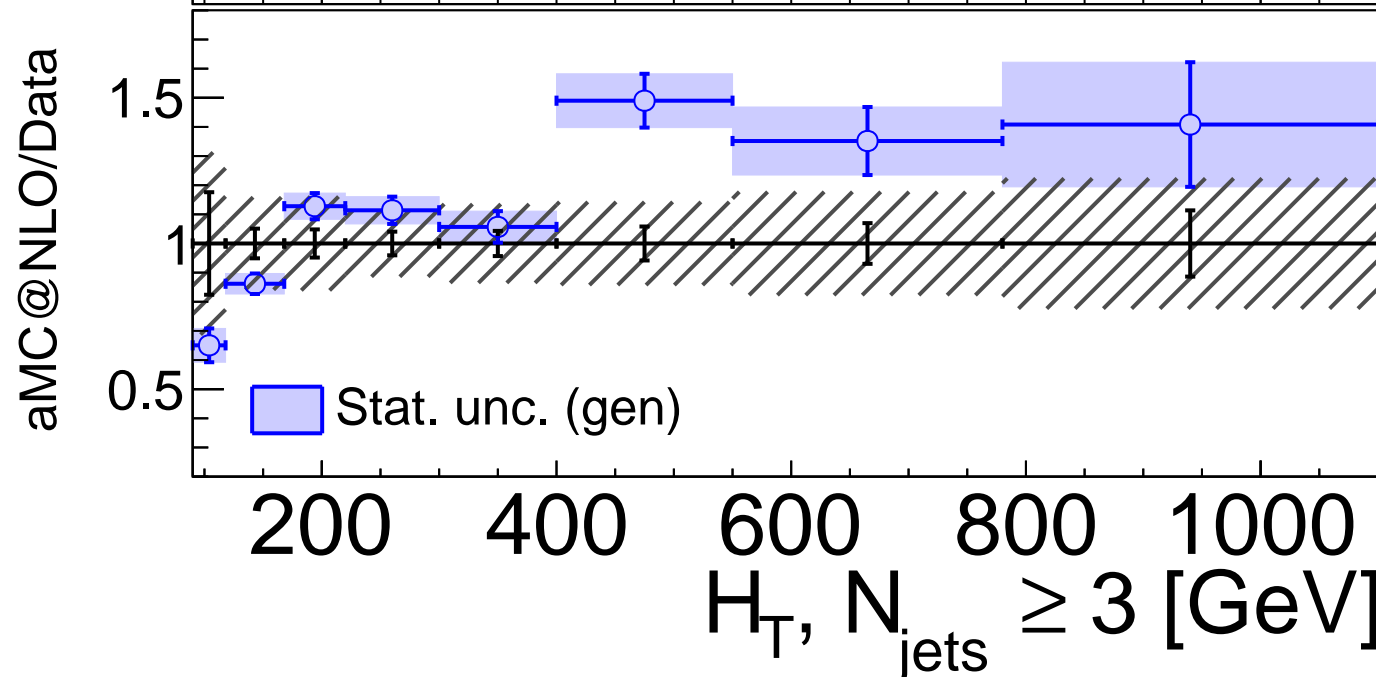 aMC@NLO/Data
1.5
1
0.5
Stat. unc. (gen)
200 400 600 800 1000
H_T, N_jets ≥ 3 [GeV]